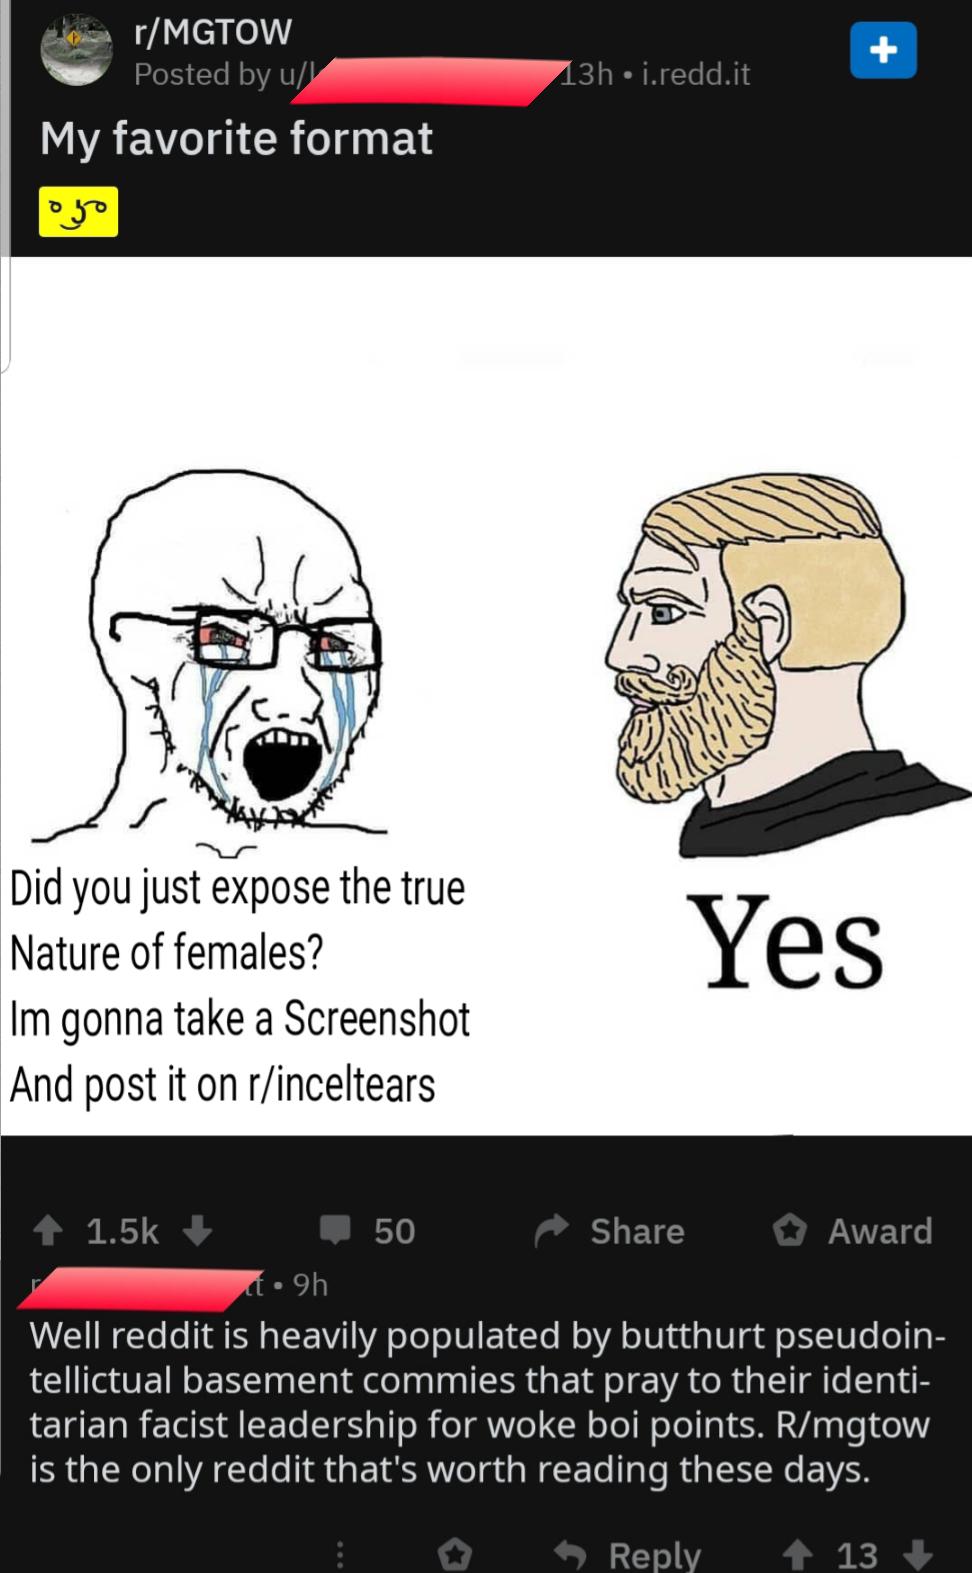 r/MGTOW
Posted by u/ 13h • i.redd.it
My favorite format
Did you just expose the true
Nature of females?
Im gonna take a Screenshot
And post it on r/inceltears
Yes
1.5k 50 Share Award
• 9h
Well reddit is heavily populated by butthurt pseudoin-
tellictual basement commies that pray to their identi-
tarian facist leadership for woke boi points. R/mgtow
is the only reddit that's worth reading these days.
Reply 13